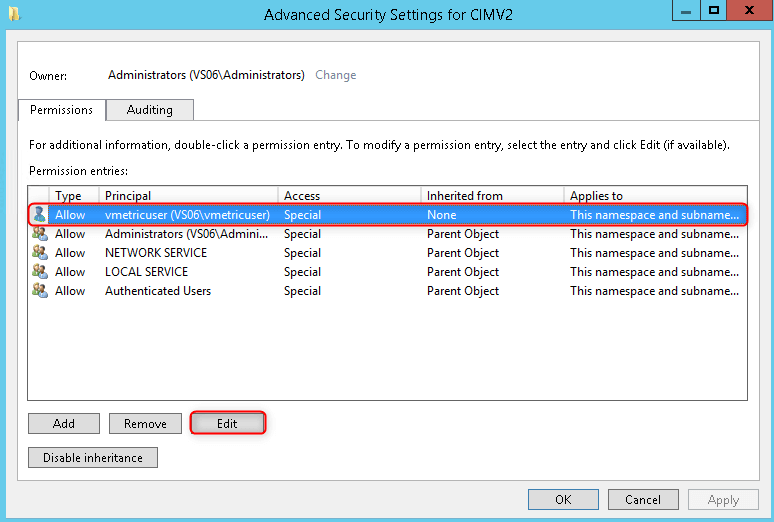 Advanced Security Settings for CIMV2
Owner: Administrators (VS06\Administrators) Change
Permissions Auditing
For additional information, double-click a permission entry. To modify a permission entry, select the entry and click Edit (if available).
Permission entries:
Type Principal Access Inherited from Applies to
Allow vmetricuser (VS06\vmetricuser) Special None This namespace and subname...
Allow Administrators (VS06\Admini... Special Parent Object This namespace and subname...
Allow NETWORK SERVICE Special Parent Object This namespace and subname...
Allow LOCAL SERVICE Special Parent Object This namespace and subname...
Allow Authenticated Users Special Parent Object This namespace and subname...
Add Remove Edit
Disable inheritance
OK Cancel Apply